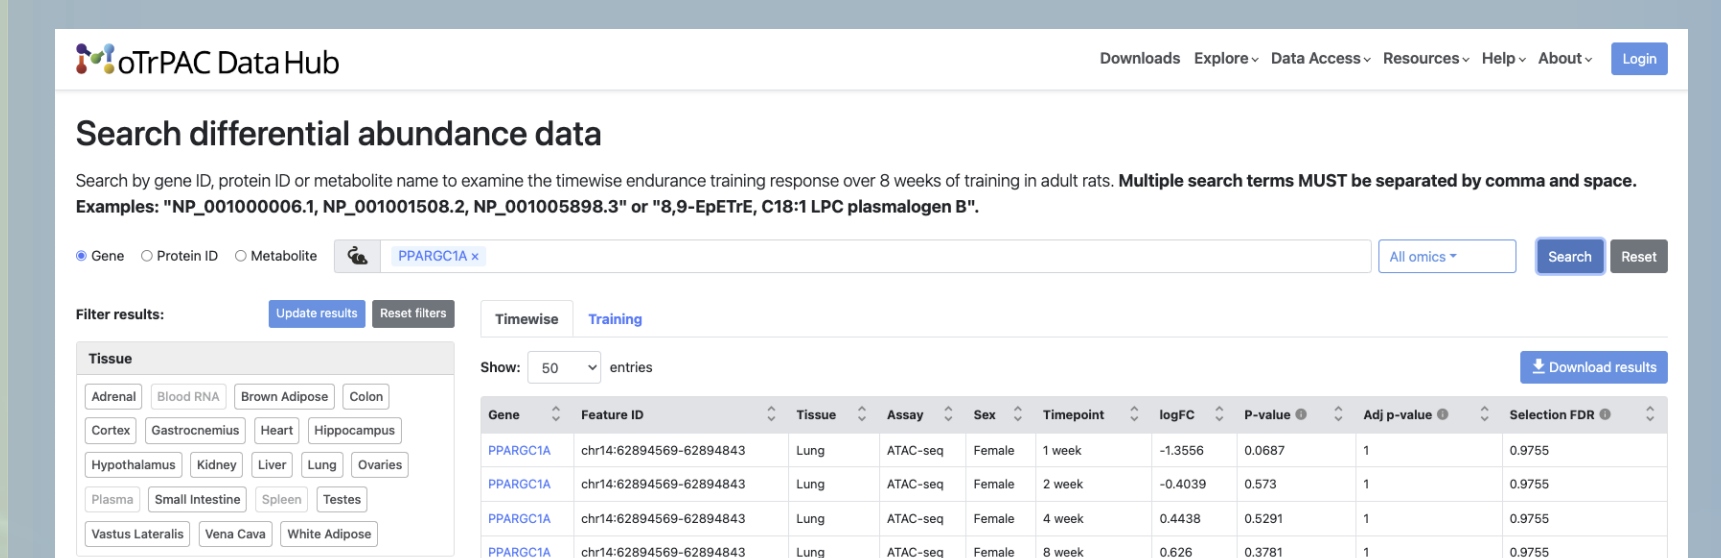 MoTrPAC Data Hub
Downloads Explore Data Access Resources Help About Login
Search differential abundance data
Search by gene ID, protein ID or metabolite name to examine the timewise endurance training response over 8 weeks of training in adult rats. Multiple search terms MUST be separated by comma and space.
Examples: "NP_001000006.1, NP_001001508.2, NP_001005898.3" or "8,9-EpETrE, C18:1 LPC plasmalogen B".
Gene Protein ID Metabolite PPARGC1A × All omics Search Reset
Filter results: Update results Reset filters
Tissue
Adrenal Blood RNA Brown Adipose Colon
Cortex Gastrocnemius Heart Hippocampus
Hypothalamus Kidney Liver Lung Ovaries
Plasma Small Intestine Spleen Testes
Vastus Lateralis Vena Cava White Adipose
Timewise Training
Show: 50 entries Download results
Gene Feature ID Tissue Assay Sex Timepoint logFC P-value Adj p-value Selection FDR
PPARGC1A chr14:62894569-62894843 Lung ATAC-seq Female 1 week -1.3556 0.0687 1 0.9755
PPARGC1A chr14:62894569-62894843 Lung ATAC-seq Female 2 week -0.4039 0.573 1 0.9755
PPARGC1A chr14:62894569-62894843 Lung ATAC-seq Female 4 week 0.4438 0.5291 1 0.9755
PPARGC1A chr14:62894569-62894843 Lung ATAC-seq Female 8 week 0.626 0.3781 1 0.9755